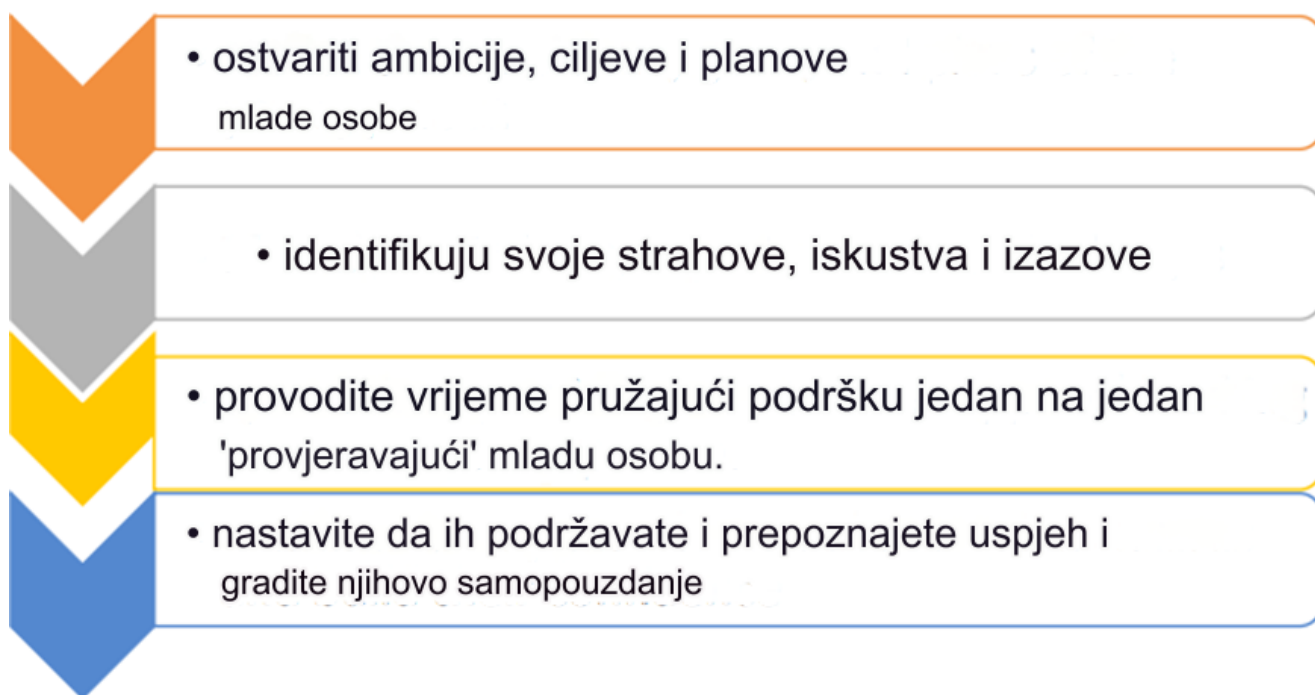 • ostvariti ambicije, ciljeve i planove
mlade osobe
• identifikuju svoje strahove, iskustva i izazove
• provodite vrijeme pružajući podršku jedan na jedan
'provjeravajući' mladu osobu.
• nastavite da ih podržavate i prepoznajete uspjeh i
gradite njihovo samopouzdanje